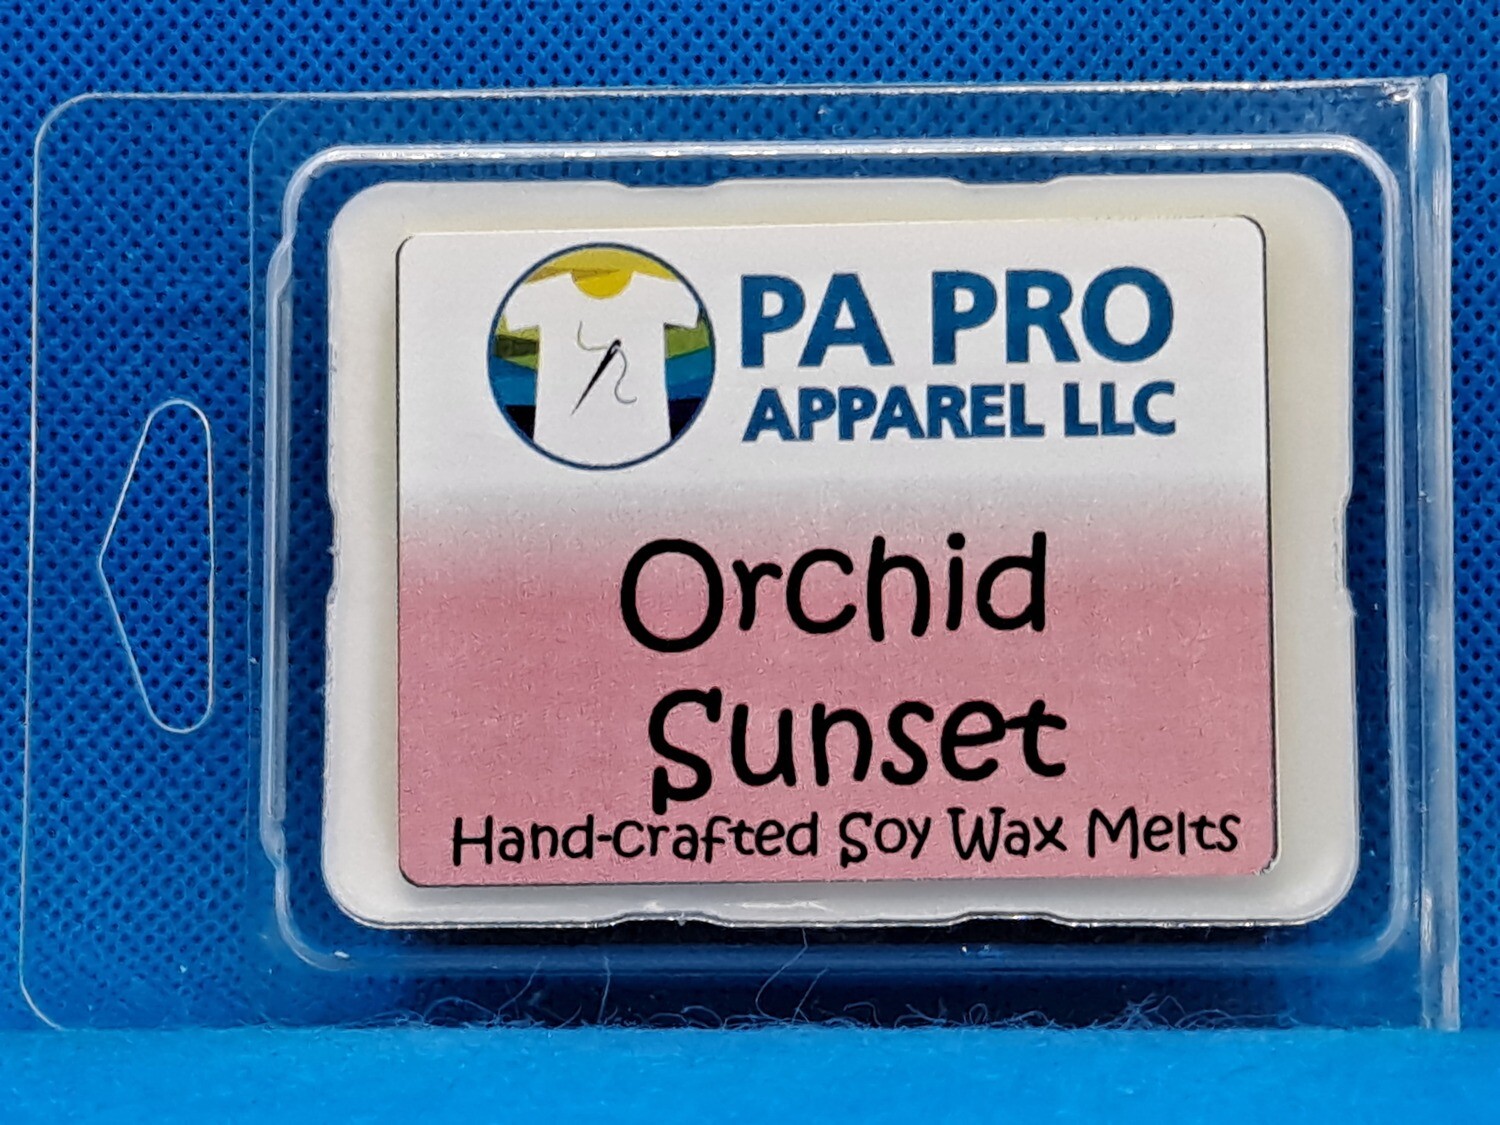 PA PRO
APPAREL LLC
Orchid
Sunset
Hand-crafted Soy Wax Melts